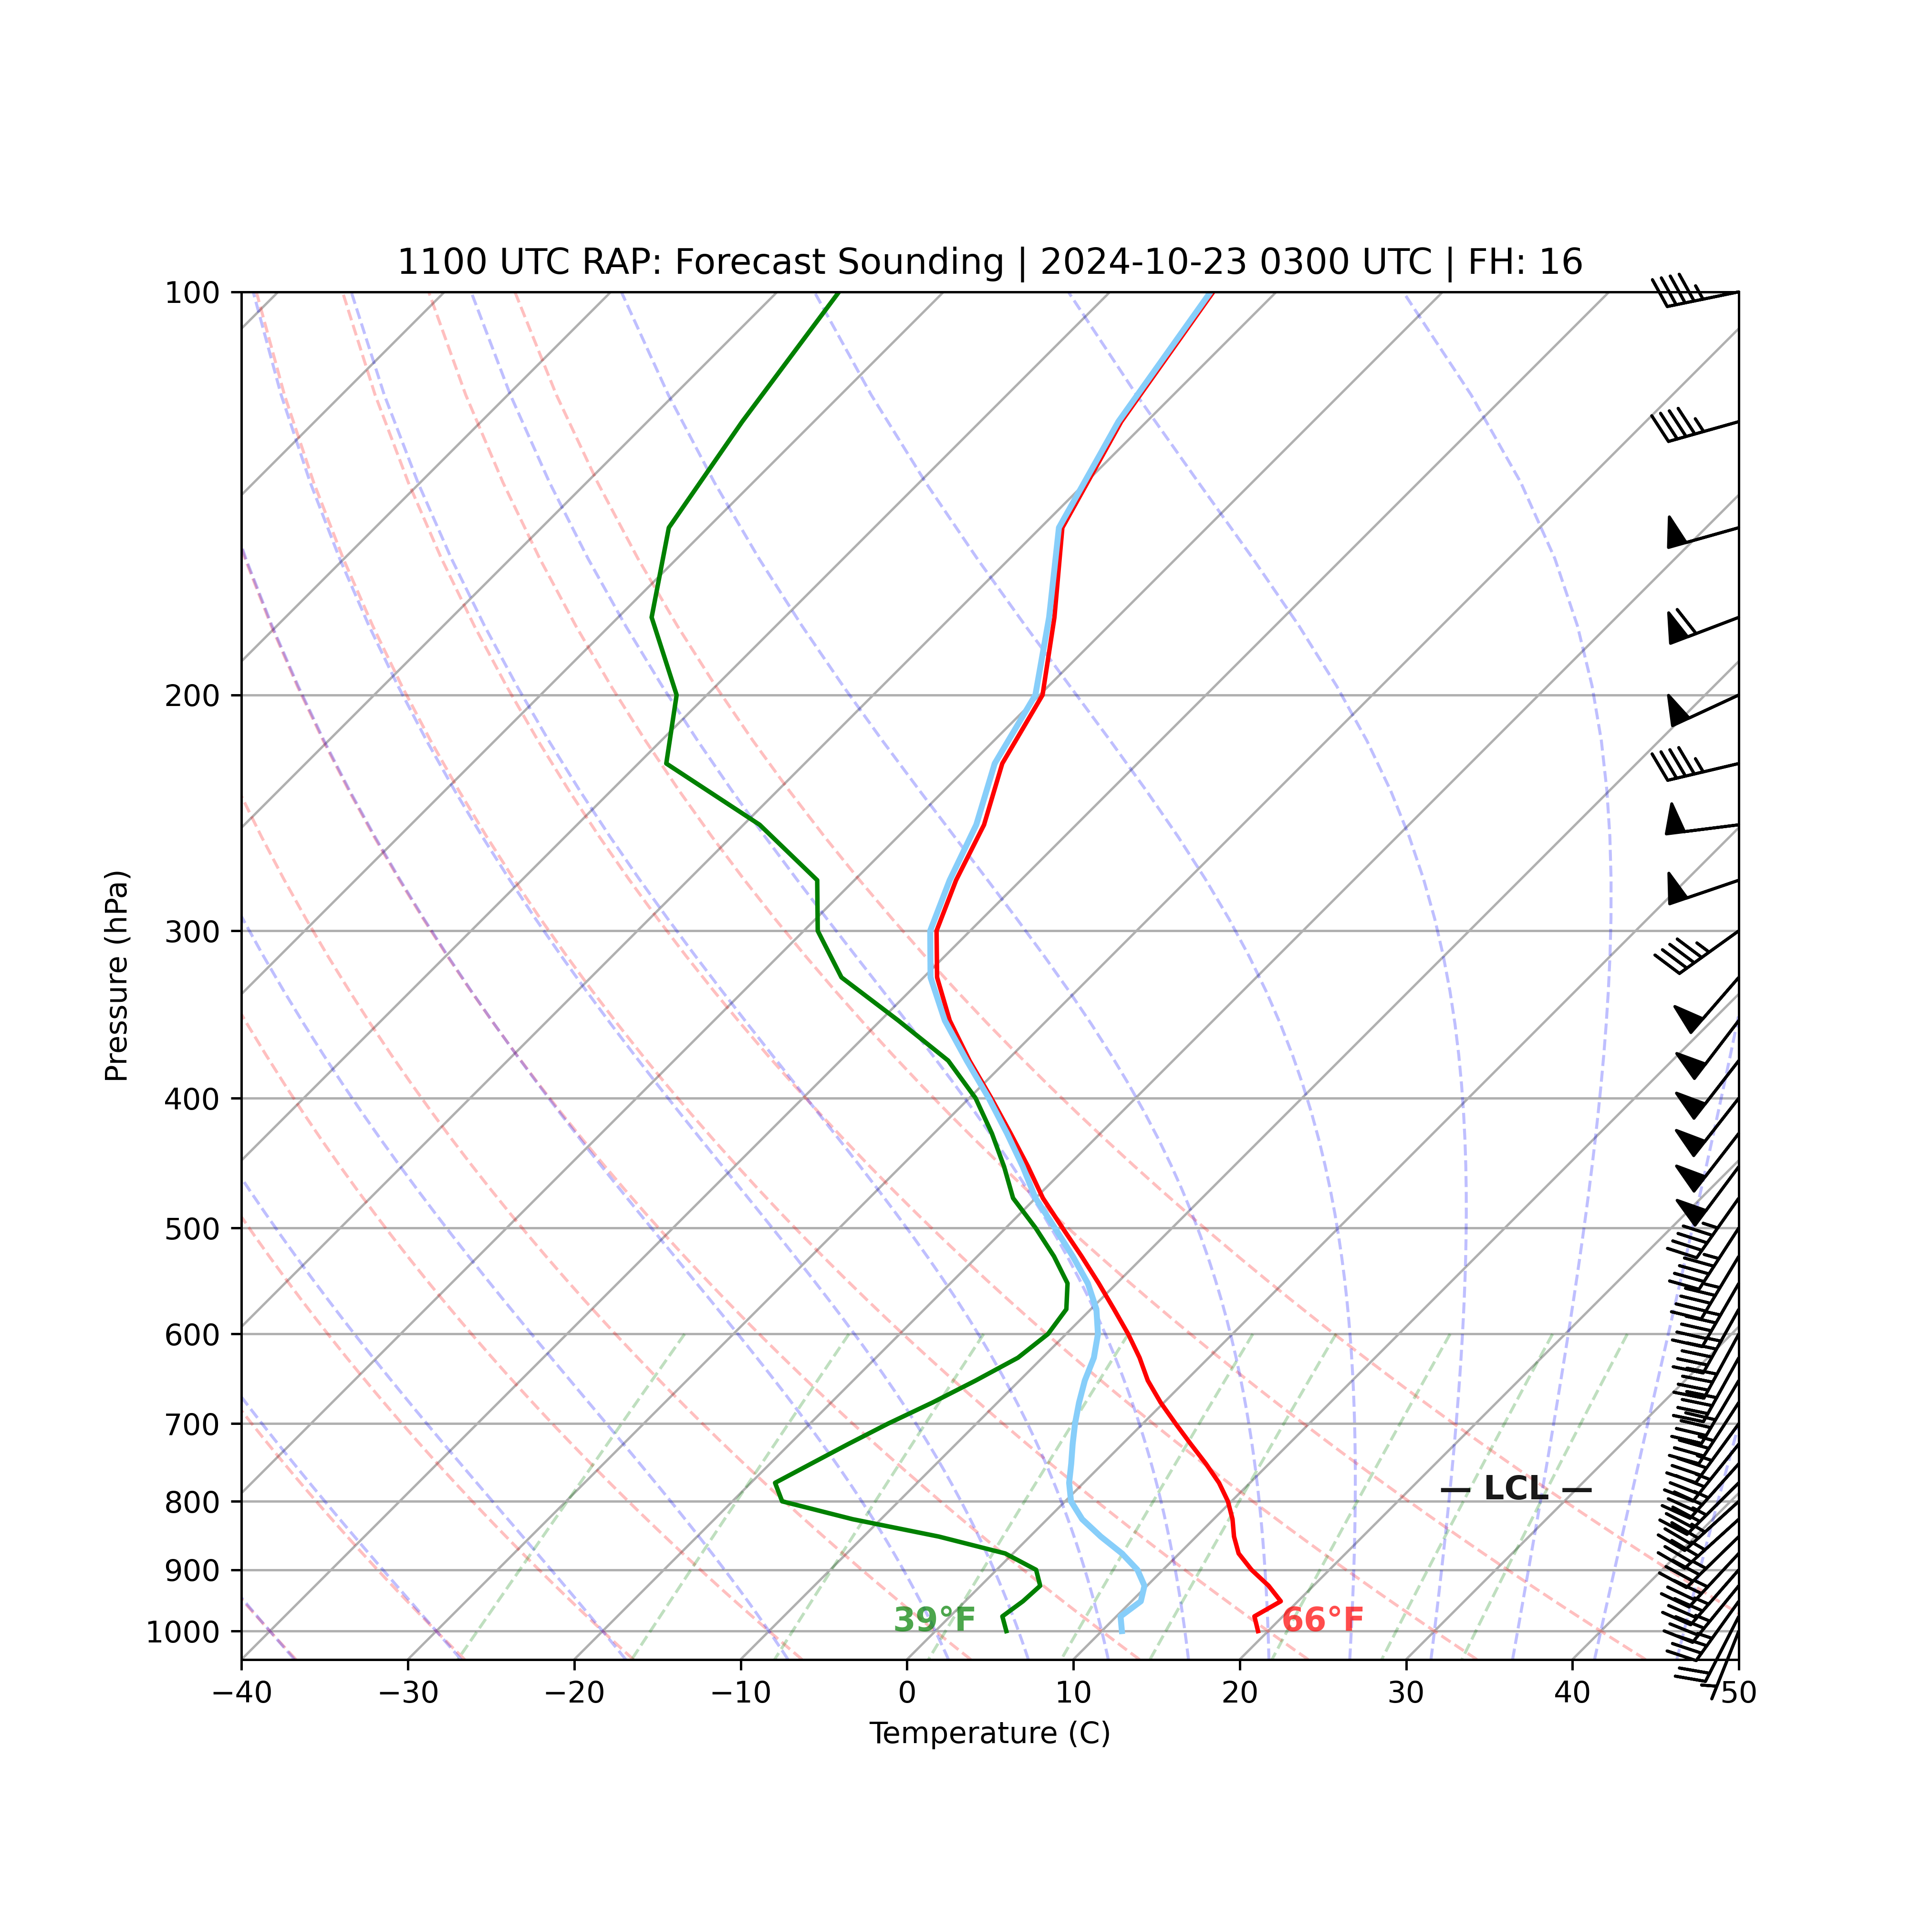 1100 UTC RAP: Forecast Sounding | 2024-10-23 0300 UTC | FH: 16
100
200
300
400
500
600
700
800
900
1000
Pressure (hPa)
— LCL —
39°F
66°F
−40 −30 −20 −10 0 10 20 30 40 50
Temperature (C)